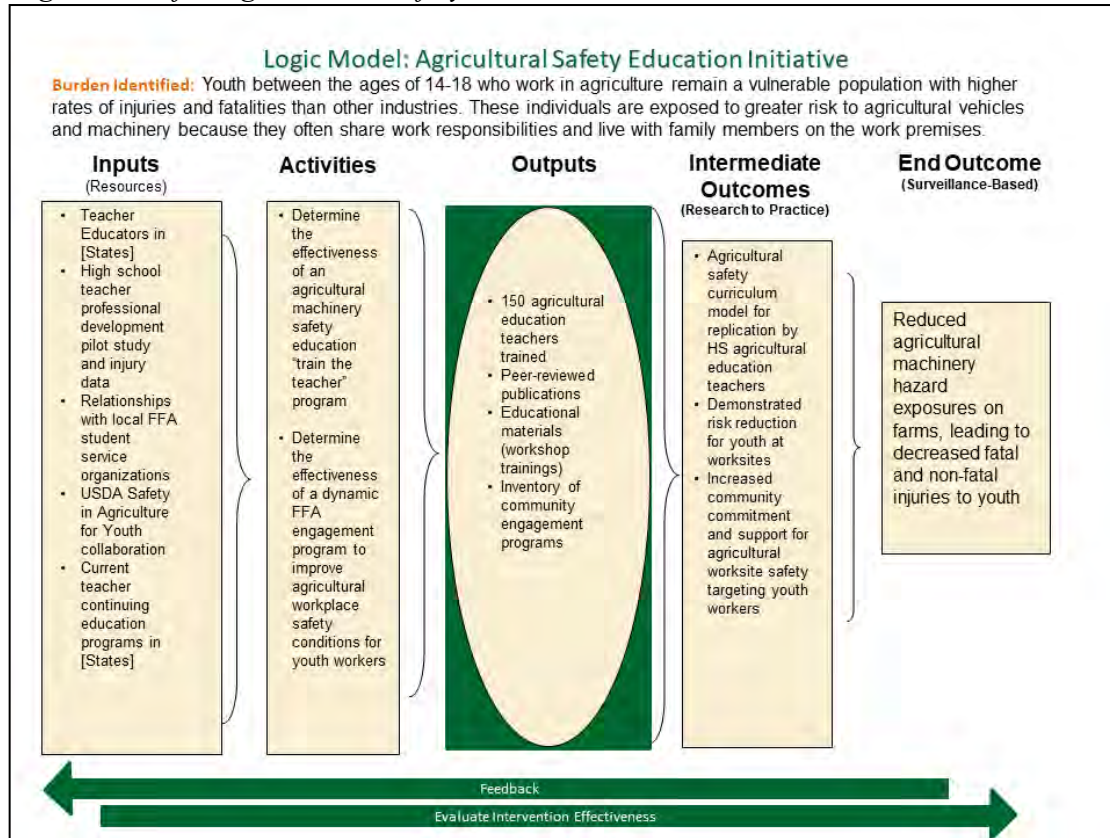 Logic Model: Agricultural Safety Education Initiative
Burden Identified: Youth between the ages of 14-18 who work in agriculture remain a vulnerable population with higher
rates of injuries and fatalities than other industries. These individuals are exposed to greater risk to agricultural vehicles
and machinery because they often share work responsibilities and live with family members on the work premises.
Inputs
(Resources)
• Teacher
Educators in
[States]
• High school
teacher
professional
development
pilot study
and injury
data
• Relationships
with local FFA
student
service
organizations
• USDA Safety
in Agriculture
for Youth
collaboration
• Current
teacher
continuing
education
programs in
[States]
Activities
• Determine
the
effectiveness
of an
agricultural
machinery
safety
education
"train the
teacher"
program
• Determine
the
effectiveness
of a dynamic
FFA
engagement
program to
improve
agricultural
workplace
safety
conditions for
youth workers
Outputs
• 150 agricultural
education
teachers
trained
• Peer-reviewed
publications
• Educational
materials
(workshop
trainings)
• Inventory of
community
engagement
programs
Intermediate
Outcomes
(Research to Practice)
• Agricultural
safety
curriculum
model for
replication by
HS agricultural
education
teachers
• Demonstrated
risk reduction
for youth at
worksites
• Increased
community
commitment
and support for
agricultural
worksite safety
targeting youth
workers
End Outcome
(Surveillance-Based)
Reduced
agricultural
machinery
hazard
exposures on
farms, leading to
decreased fatal
and non-fatal
injuries to youth
Feedback
Evaluate Intervention Effectiveness